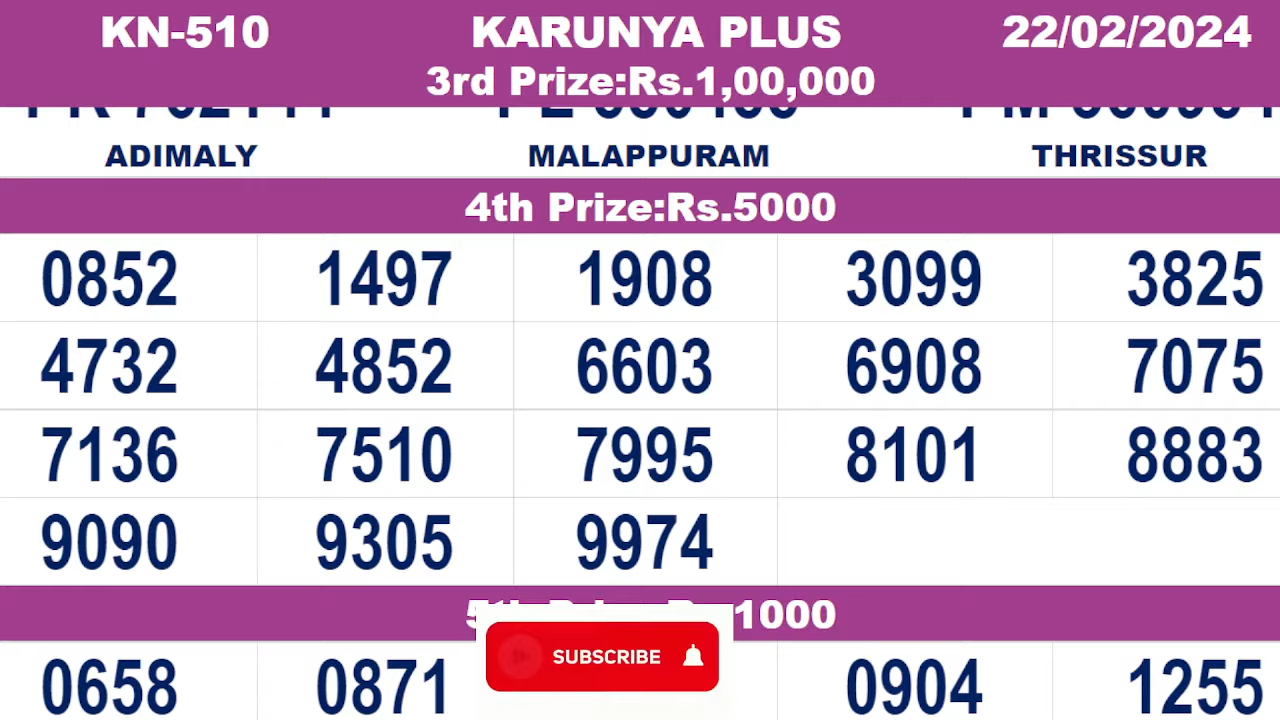 KN-510 KARUNYA PLUS 22/02/2024
3rd Prize:Rs.1,00,000
ADIMALY MALAPPURAM THRISSUR
4th Prize:Rs.5000
0852 1497 1908 3099 3825
4732 4852 6603 6908 7075
7136 7510 7995 8101 8883
9090 9305 9974
1000
SUBSCRIBE
0658 0871 0904 1255